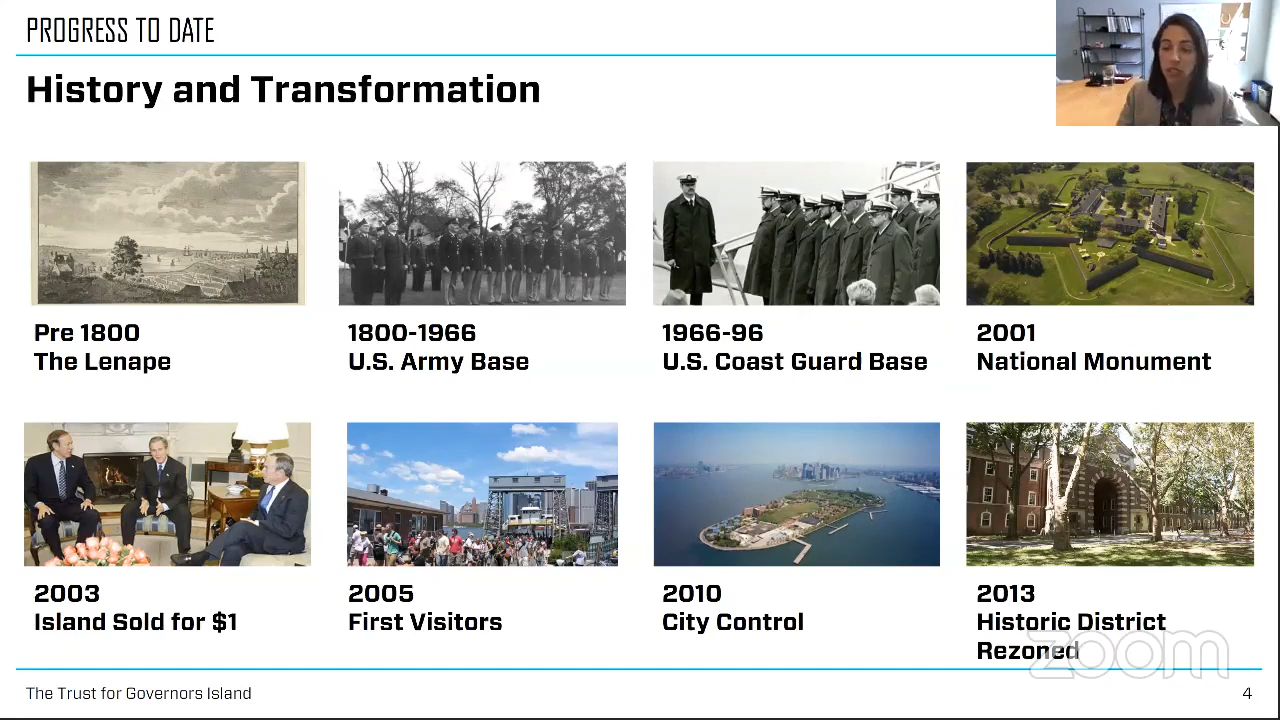 PROGRESS TO DATE
History and Transformation
Pre 1800
The Lenape
1800-1966
U.S. Army Base
1966-96
U.S. Coast Guard Base
2001
National Monument
2003
Island Sold for $1
2005
First Visitors
2010
City Control
2013
Historic District
Rezoned
zoom
The Trust for Governors Island
4